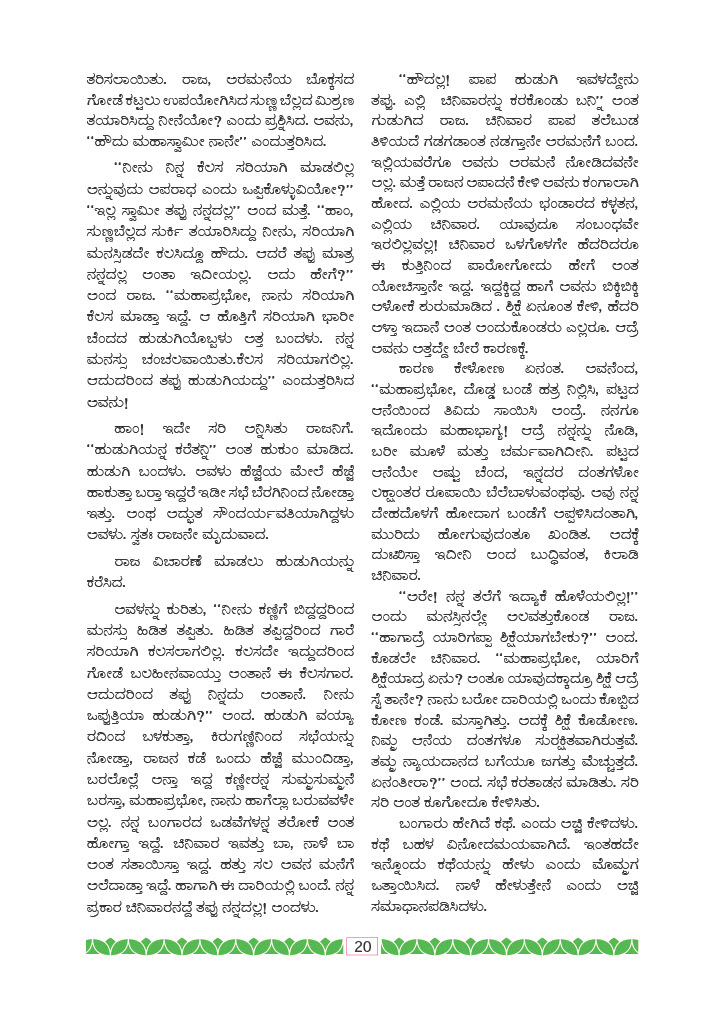 ತರಿಸಲಾಯಿತು. ರಾಜ, ಅರಮನೆಯ ಬೊಕ್ಕಸದ
ಗೋಡೆ ಕಟ್ಟಲು ಉಪಯೋಗಿಸಿದ ಸುಣ್ಣ ಬೆಲ್ಲದ ಮಿಶ್ರಣ
ತಯಾರಿಸಿದ್ದು ನೀನೆಯೋ? ಎಂದು ಪ್ರಶ್ನಿಸಿದ. ಅವನು,
“ಹೌದು ಮಹಾಸ್ವಾಮೀ ನಾನೇ” ಎಂದುತ್ತರಿಸಿದ.
“ನೀನು ನಿನ್ನ ಕೆಲಸ ಸರಿಯಾಗಿ ಮಾಡಲಿಲ್ಲ
ಅನ್ನುವುದು ಅಪರಾಧ ಎಂದು ಒಪ್ಪಿಕೊಳ್ಳುವಿಯೋ?”
“ಇಲ್ಲ ಸ್ವಾಮೀ ತಪ್ಪು ನನ್ನದಲ್ಲ” ಅಂದ ಮತ್ತೆ. “ಹಾಂ,
ಸುಣ್ಣಬೆಲ್ಲದ ಸುರ್ಕಿ ತಯಾರಿಸಿದ್ದು ನೀನು, ಸರಿಯಾಗಿ
ಮನಸ್ಸಿಡದೇ ಕಲಸಿದ್ದೂ ಹೌದು. ಆದರೆ ತಪ್ಪು ಮಾತ್ರ
ನನ್ನದಲ್ಲ ಅಂತಾ ಇದೀಯಲ್ಲ. ಅದು ಹೇಗೆ?”
ಅಂದ ರಾಜ. “ಮಹಾಪ್ರಭೋ, ನಾನು ಸರಿಯಾಗಿ
ಕೆಲಸ ಮಾಡ್ತಾ ಇದ್ದೆ. ಆ ಹೊತ್ತಿಗೆ ಸರಿಯಾಗಿ ಭಾರೀ
ಚೆಂದದ ಹುಡುಗಿಯೊಬ್ಬಳು ಅತ್ತ ಬಂದಳು. ನನ್ನ
ಮನಸ್ಸು ಚಂಚಲವಾಯಿತು.ಕೆಲಸ ಸರಿಯಾಗಲಿಲ್ಲ.
ಆದುದರಿಂದ ತಪ್ಪು ಹುಡುಗಿಯದ್ದು” ಎಂದುತ್ತರಿಸಿದ
ಅವನು!
ಹಾಂ! ಇದೇ ಸರಿ ಅನ್ನಿಸಿತು ರಾಜನಿಗೆ.
“ಹುಡುಗಿಯನ್ನ ಕರೆತನ್ನಿ” ಅಂತ ಹುಕುಂ ಮಾಡಿದ.
ಹುಡುಗಿ ಬಂದಳು. ಅವಳು ಹೆಜ್ಜೆಯ ಮೇಲೆ ಹೆಜ್ಜೆ
ಹಾಕುತ್ತಾ ಬರ‍್ತಾ ಇದ್ದರೆ ಇಡೀ ಸಭೆ ಬೆರಗಿನಿಂದ ನೋಡ್ತಾ
ಇತ್ತು. ಅಂಥ ಅದ್ಭುತ ಸೌಂದರ್ಯವತಿಯಾಗಿದ್ದಳು
ಅವಳು. ಸ್ವತಃ ರಾಜನೇ ಮೃದುವಾದ.
ರಾಜ ವಿಚಾರಣೆ ಮಾಡಲು ಹುಡುಗಿಯನ್ನು
ಕರೆಸಿದ.
ಅವಳನ್ನು ಕುರಿತು, “ನೀನು ಕಣ್ಣಿಗೆ ಬಿದ್ದದ್ದರಿಂದ
ಮನಸ್ಸು ಹಿಡಿತ ತಪ್ಪಿತು. ಹಿಡಿತ ತಪ್ಪಿದ್ದರಿಂದ ಗಾರೆ
ಸರಿಯಾಗಿ ಕಲಸಲಾಗಲಿಲ್ಲ. ಕಲಸದೇ ಇದ್ದುದರಿಂದ
ಗೋಡೆ ಬಲಹೀನವಾಯ್ತು ಅಂತಾನೆ ಈ ಕೆಲಸಗಾರ.
ಆದುದರಿಂದ ತಪ್ಪು ನಿನ್ನದು ಅಂತಾನೆ. ನೀನು
ಒಪ್ಪುತ್ತಿಯಾ ಹುಡುಗಿ?” ಅಂದ. ಹುಡುಗಿ ವಯ್ಯಾ
ರದಿಂದ ಬಳಕುತ್ತಾ, ಕಿರುಗಣ್ಣಿನಿಂದ ಸಭೆಯನ್ನು
ನೋಡ್ತಾ, ರಾಜನ ಕಡೆ ಒಂದು ಹೆಜ್ಜೆ ಮುಂದಿಡ್ತಾ,
ಬರಲೊಲ್ಲೆ ಅನ್ತಾ ಇದ್ದ ಕಣ್ಣೀರನ್ನ ಸುಮ್ಮಸುಮ್ಮನೆ
ಬರಸ್ತಾ, ಮಹಾಪ್ರಭೋ, ನಾನು ಹಾಗೆಲ್ಲಾ ಬರುವವಳೇ
ಅಲ್ಲ. ನನ್ನ ಬಂಗಾರದ ಒಡವೆಗಳನ್ನ ತರೋಕೆ ಅಂತ
ಹೋಗ್ತಾ ಇದ್ದೆ. ಚಿನಿವಾರ ಇವತ್ತು ಬಾ, ನಾಳೆ ಬಾ
ಅಂತ ಸತಾಯಿಸ್ತಾ ಇದ್ದ. ಹತ್ತು ಸಲ ಅವನ ಮನೆಗೆ
ಅಲೆದಾಡ್ತಾ ಇದ್ದೆ. ಹಾಗಾಗಿ ಈ ದಾರಿಯಲ್ಲಿ ಬಂದೆ. ನನ್ನ
ಪ್ರಕಾರ ಚಿನಿವಾರನದ್ದೆ ತಪ್ಪು ನನ್ನದಲ್ಲ! ಅಂದಳು.
“ಹೌದಲ್ಲ! ಪಾಪ ಹುಡುಗಿ ಇವಳದ್ದೇನು
ತಪ್ಪು. ಎಲ್ಲಿ ಚಿನಿವಾರನ್ನು ಕರಕೊಂಡು ಬನ್ನಿ” ಅಂತ
ಗುಡುಗಿದ ರಾಜ. ಚಿನಿವಾರ ಪಾಪ ತಲೆಬುಡ
ತಿಳಿಯದೆ ಗಡಗಡಾಂತ ನಡಗ್ತಾನೇ ಅರಮನೆಗೆ ಬಂದ.
ಇಲ್ಲಿಯವರೆಗೂ ಅವನು ಅರಮನೆ ನೋಡಿದವನೇ
ಅಲ್ಲ. ಮತ್ತೆ ರಾಜನ ಅಪಾದನೆ ಕೇಳಿ ಅವನು ಕಂಗಾಲಾಗಿ
ಹೋದ. ಎಲ್ಲಿಯ ಅರಮನೆಯ ಭಂಡಾರದ ಕಳ್ಳತನ,
ಎಲ್ಲಿಯ ಚಿನಿವಾರ. ಯಾವುದೂ ಸಂಬಂಧವೇ
ಇರಲಿಲ್ಲವಲ್ಲ! ಚಿನಿವಾರ ಒಳಗೊಳಗೇ ಹೆದರಿದರೂ
ಈ ಕುತ್ತಿನಿಂದ ಪಾರೋಗೋದು ಹೇಗೆ ಅಂತ
ಯೋಚಿಸ್ತಾನೇ ಇದ್ದ. ಇದ್ದಕ್ಕಿದ್ದ ಹಾಗೆ ಅವನು ಬಿಕ್ಕಿಬಿಕ್ಕಿ
ಅಳೋಕೆ ಶುರುಮಾಡಿದ . ಶಿಕ್ಷೆ ಏನೂಂತ ಕೇಳಿ, ಹೆದರಿ
ಅಳ್ತಾ ಇದಾನೆ ಅಂತ ಅಂದುಕೊಂಡರು ಎಲ್ಲರೂ. ಆದ್ರೆ
ಅವನು ಅತ್ತದ್ದೇ ಬೇರೆ ಕಾರಣಕ್ಕೆ.
ಕಾರಣ ಕೇಳೋಣ ಏನಂತ. ಅವನೆಂದ,
“ಮಹಾಪ್ರಭೋ, ದೊಡ್ಡ ಬಂಡೆ ಹತ್ರ ನಿಲ್ಲಿಸಿ, ಪಟ್ಟದ
ಆನೆಯಿಂದ ತಿವಿದು ಸಾಯಿಸಿ ಅಂದ್ರೆ. ನನಗೂ
ಇದೊಂದು ಮಹಾಭಾಗ್ಯ! ಆದ್ರೆ ನನ್ನನ್ನು ನೊಡಿ,
ಬರೀ ಮೂಳೆ ಮತ್ತು ಚರ್ಮವಾಗಿದೀನಿ. ಪಟ್ಟದ
ಆನೆಯೇ ಅಷ್ಟು ಚೆಂದ, ಇನ್ನದರ ದಂತಗಳೋ
ಲಕ್ಷಾಂತರ ರೂಪಾಯಿ ಬೆಲೆಬಾಳುವಂಥವು. ಅವು ನನ್ನ
ದೇಹದೊಳಗೆ ಹೋದಾಗ ಬಂಡೆಗೆ ಅಪ್ಪಳಿಸಿದಂತಾಗಿ,
ಮುರಿದು ಹೋಗುವುದಂತೂ ಖಂಡಿತ. ಅದಕ್ಕೆ
ದುಃಖಿಸ್ತಾ ಇದೀನಿ ಅಂದ ಬುದ್ಧಿವಂತ, ಕಿಲಾಡಿ
ಚಿನಿವಾರ.
“ಅರೇ! ನನ್ನ ತಲೆಗೆ ಇದ್ಯಾಕೆ ಹೊಳೆಯಲಿಲ್ಲ!”
ಅಂದು ಮನಸ್ಸಿನಲ್ಲೇ ಅಲವತ್ತುಕೊಂಡ ರಾಜ.
“ಹಾಗಾದ್ರೆ ಯಾರಿಗಪ್ಪಾ ಶಿಕ್ಷೆಯಾಗಬೇಕು?” ಅಂದ.
ಕೊಡಲೇ ಚಿನಿವಾರ. “ಮಹಾಪ್ರಭೋ, ಯಾರಿಗೆ
ಶಿಕ್ಷೆಯಾದ್ರ ಏನು? ಅಂತೂ ಯಾವುದಕ್ಕಾದ್ರೂ ಶಿಕ್ಷೆ ಆದ್ರೆ
ಸೈ ತಾನೇ? ನಾನು ಬರೋ ದಾರಿಯಲ್ಲಿ ಒಂದು ಕೊಬ್ಬಿದ
ಕೋಣ ಕಂಡೆ. ಮಸ್ತಾಗಿತ್ತು. ಅದಕ್ಕೆ ಶಿಕ್ಷೆ ಕೊಡೋಣ.
ನಿಮ್ಮ ಆನೆಯ ದಂತಗಳೂ ಸುರಕ್ಷಿತವಾಗಿರುತ್ತವೆ.
ತಮ್ಮ ನ್ಯಾಯದಾನದ ಬಗೆಯೂ ಜಗತ್ತು ಮೆಚ್ಚುತ್ತದೆ.
ಏನಂತೀರಾ?” ಅಂದ. ಸಭೆ ಕರತಾಡನ ಮಾಡಿತು. ಸರಿ
ಸರಿ ಅಂತ ಕೂಗೋದೂ ಕೇಳಿಸಿತು.
ಬಂಗಾರು ಹೇಗಿದೆ ಕಥೆ. ಎಂದು ಅಜ್ಜಿ ಕೇಳಿದಳು.
ಕಥೆ ಬಹಳ ವಿನೋದಮಯವಾಗಿದೆ. ಇಂತಹದೇ
ಇನ್ನೊಂದು ಕಥೆಯನ್ನು ಹೇಳು ಎಂದು ಮೊಮ್ಮಗ
ಒತ್ತಾಯಿಸಿದ. ನಾಳೆ ಹೇಳುತ್ತೇನೆ ಎಂದು ಅಜ್ಜಿ
ಸಮಾಧಾನಪಡಿಸಿದಳು.
20